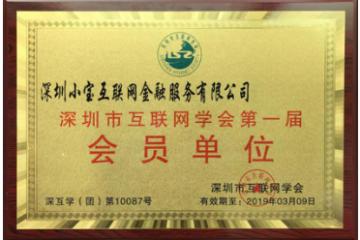 深圳小宝互联网金融服务有限公司
深圳市互联网学会第一届
会员单位
深圳市互联网学会
深互学（团）第10087号
有效期至：2019年03月09日